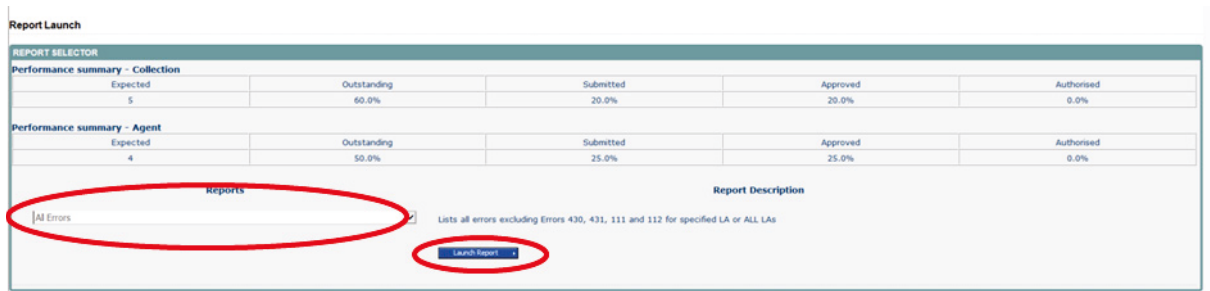 Report Launch
REPORT SELECTOR
Performance summary - Collection
Expected Outstanding Submitted Approved Authorised
5 60.0% 20.0% 20.0% 0.0%
Performance summary - Agent
Expected Outstanding Submitted Approved Authorised
4 50.0% 25.0% 25.0% 0.0%
Reports Report Description
All Errors Lists all errors excluding Errors 430, 431, 111 and 112 for specified LA or ALL LAs
Launch Report